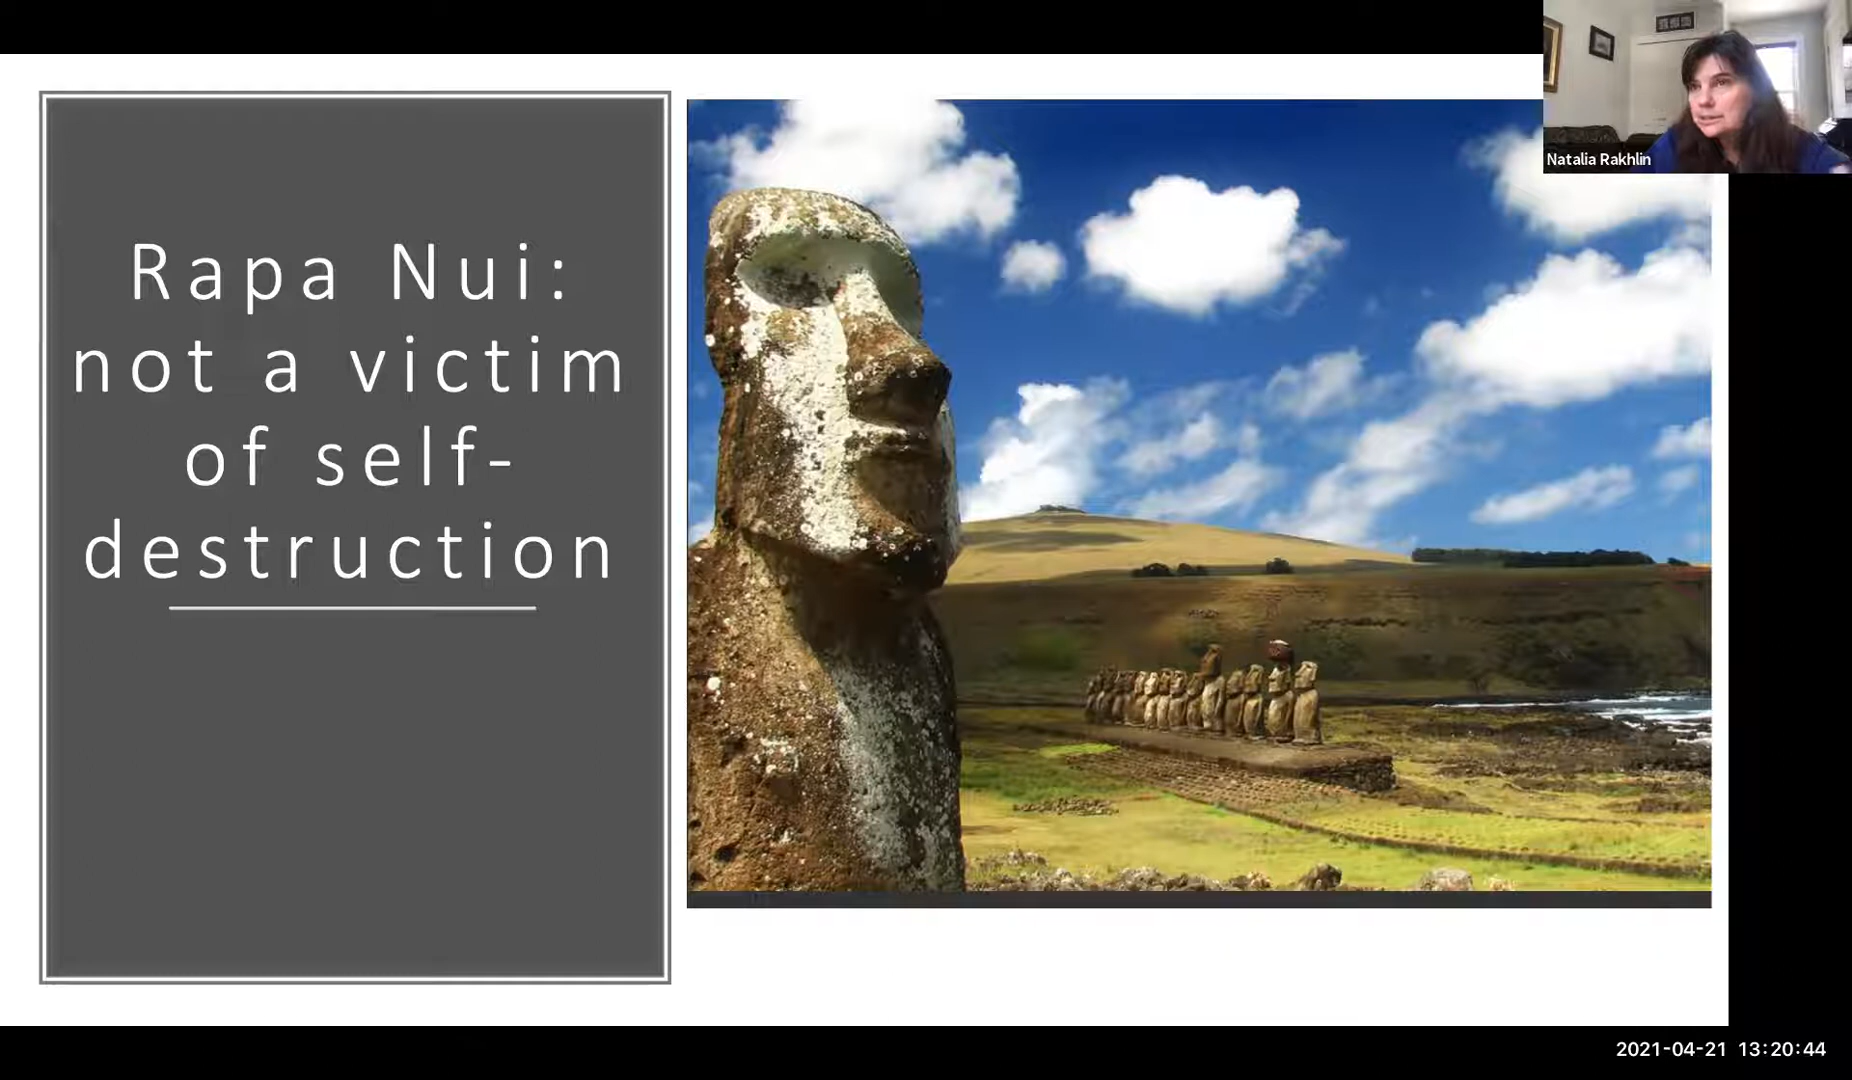 Rapa Nui:
not a victim
of self-
destruction
Natalia Rakhlin
2021-04-21 13:20:44